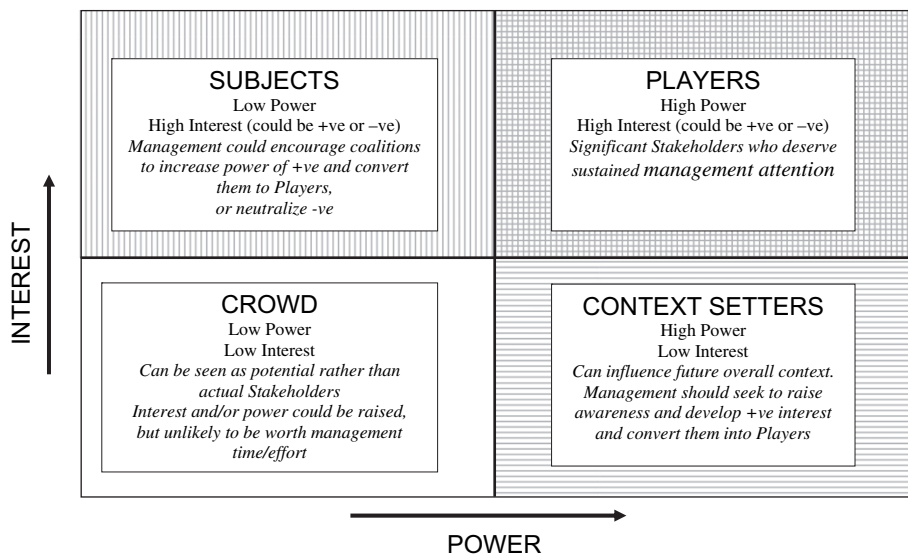 SUBJECTS
Low Power
High Interest (could be +ve or –ve)
Management could encourage coalitions
to increase power of +ve and convert
them to Players,
or neutralize -ve
PLAYERS
High Power
High Interest (could be +ve or –ve)
Significant Stakeholders who deserve
sustained management attention
INTEREST
CROWD
Low Power
Low Interest
Can be seen as potential rather than
actual Stakeholders
Interest and/or power could be raised,
but unlikely to be worth management
time/effort
CONTEXT SETTERS
High Power
Low Interest
Can influence future overall context.
Management should seek to raise
awareness and develop +ve interest
and convert them into Players
POWER